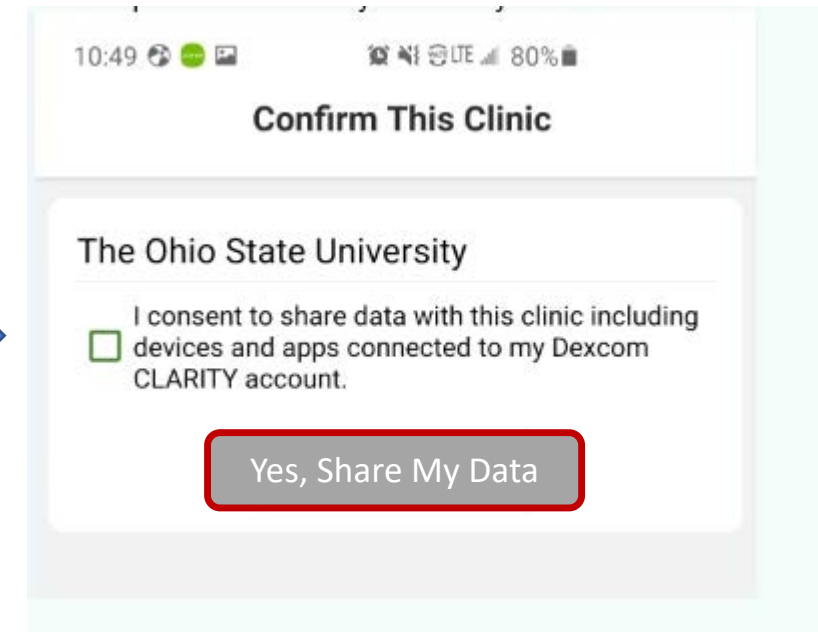 10:49 LTE 80%
Confirm This Clinic
The Ohio State University
I consent to share data with this clinic including
devices and apps connected to my Dexcom
CLARITY account.
Yes, Share My Data